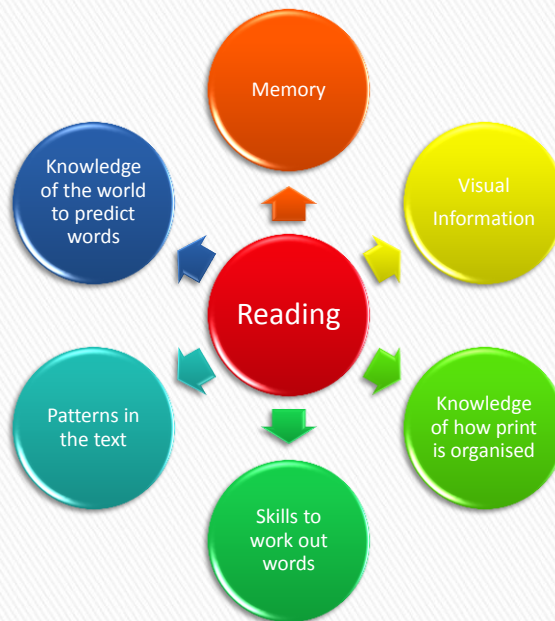 Memory
Visual
Information
Knowledge
of how print
is organised
Skills to
work out
words
Patterns in
the text
Knowledge
of the world
to predict
words
Reading